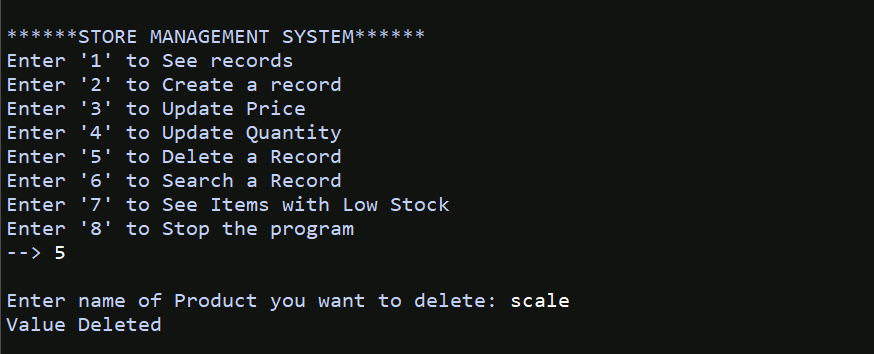 ******STORE MANAGEMENT SYSTEM******
Enter '1' to See records
Enter '2' to Create a record
Enter '3' to Update Price
Enter '4' to Update Quantity
Enter '5' to Delete a Record
Enter '6' to Search a Record
Enter '7' to See Items with Low Stock
Enter '8' to Stop the program
--> 5
Enter name of Product you want to delete: scale
Value Deleted